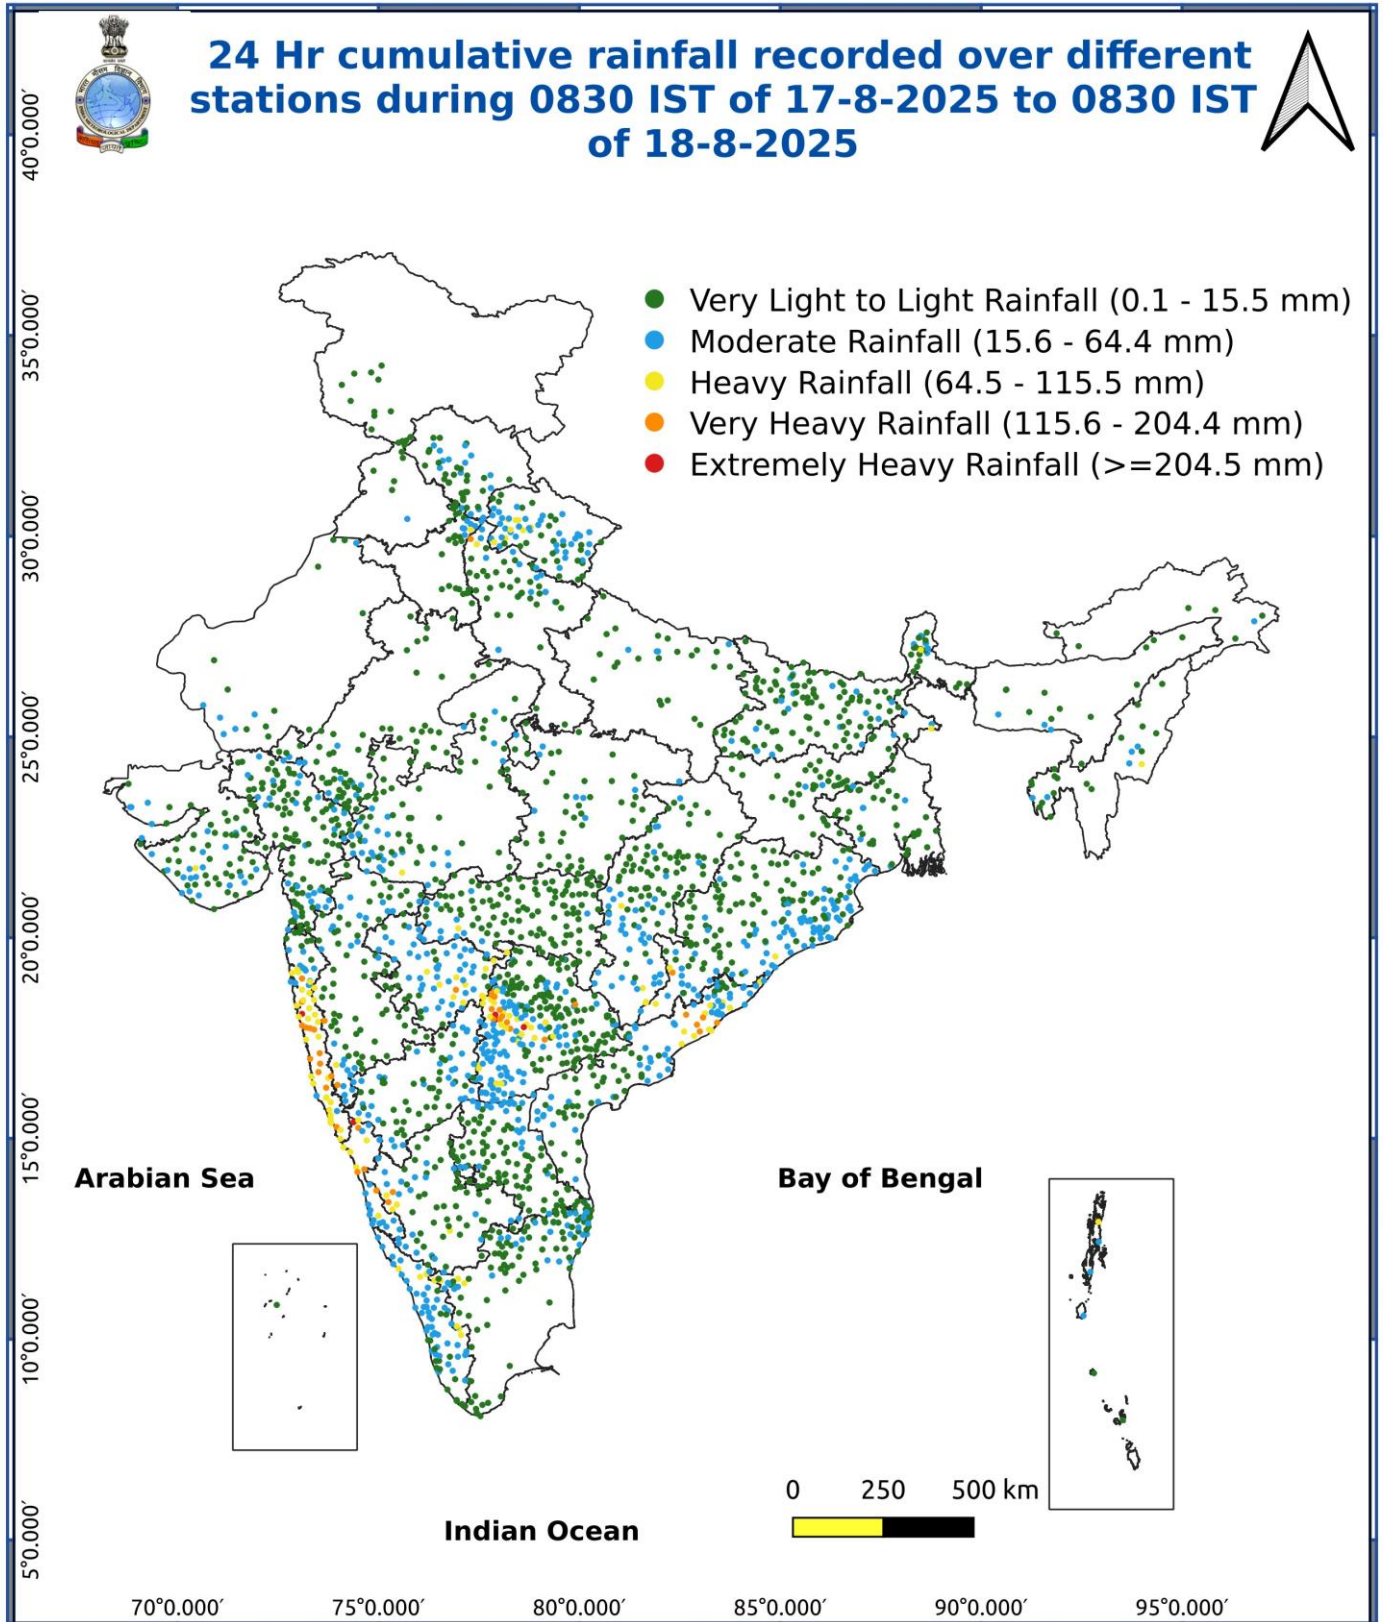 24 Hr cumulative rainfall recorded over different
stations during 0830 IST of 17-8-2025 to 0830 IST
of 18-8-2025
Very Light to Light Rainfall (0.1 - 15.5 mm)
Moderate Rainfall (15.6 - 64.4 mm)
Heavy Rainfall (64.5 - 115.5 mm)
Very Heavy Rainfall (115.6 - 204.4 mm)
Extremely Heavy Rainfall (>=204.5 mm)
40°0.000′
35°0.000′
30°0.000′
25°0.000′
20°0.000′
15°0.000′
10°0.000′
5°0.000′
Arabian Sea
Bay of Bengal
Indian Ocean
0 250 500 km
70°0.000′ 75°0.000′ 80°0.000′ 85°0.000′ 90°0.000′ 95°0.000′